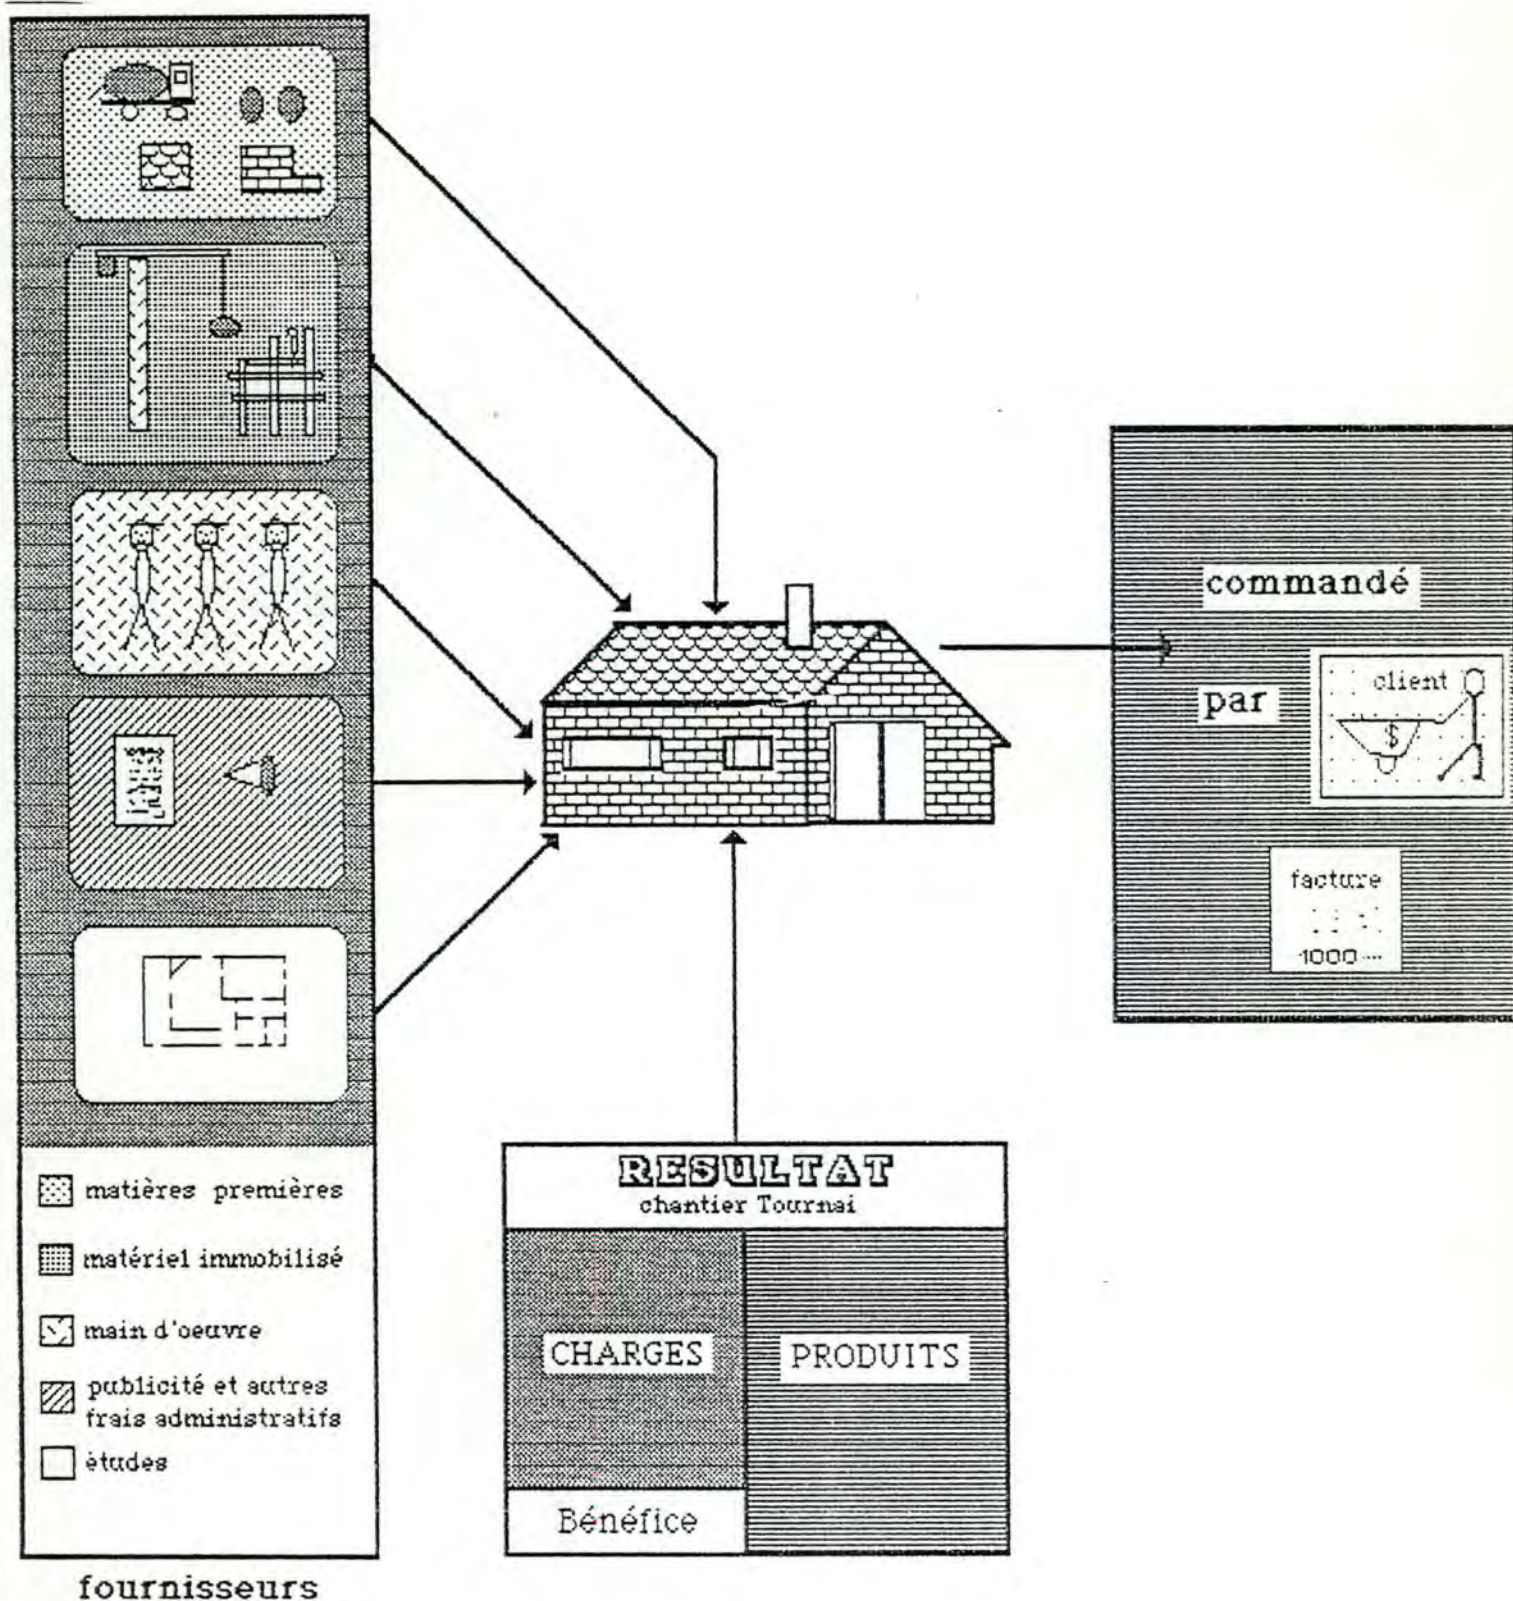 commandé
par
client
$
facture
1000
matières premières
matériel immobilisé
main d'oeuvre
publicité et autres
frais administratifs
études
fournisseurs
RESULTAT
chantier Tournai
CHARGES
PRODUITS
Bénéfice